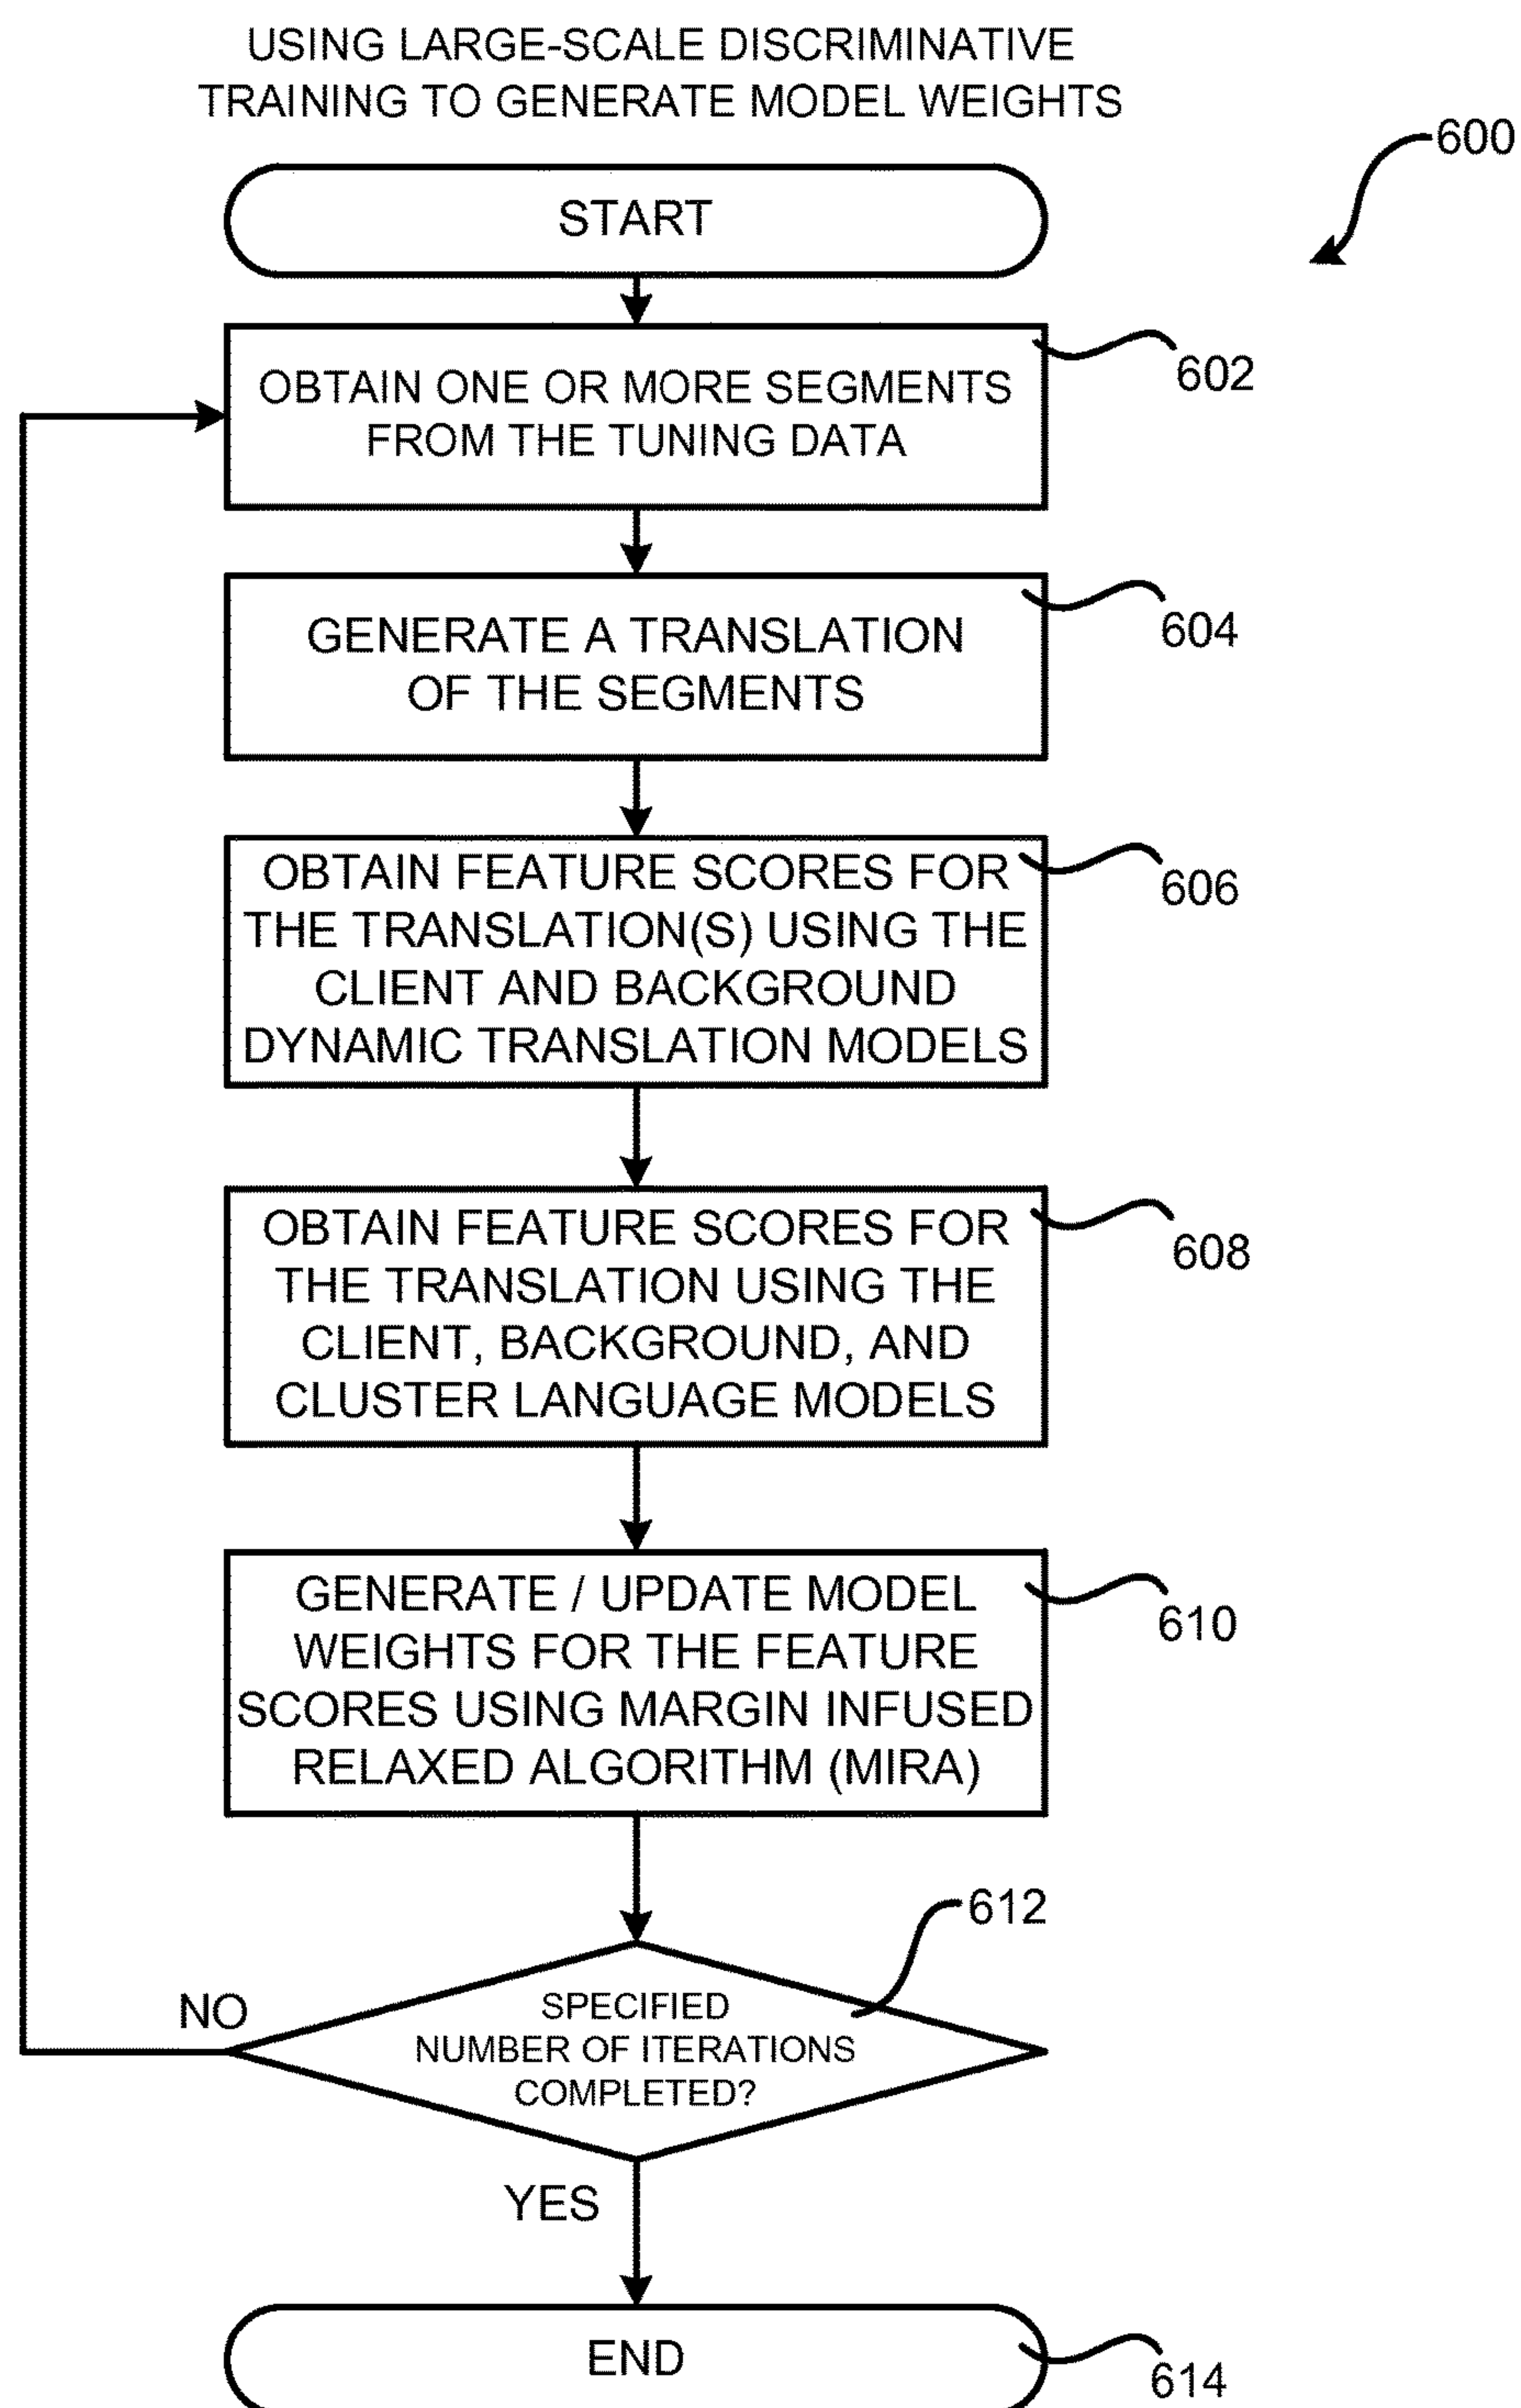 USING LARGE-SCALE DISCRIMINATIVE
TRAINING TO GENERATE MODEL WEIGHTS
600
START
602
OBTAIN ONE OR MORE SEGMENTS
FROM THE TUNING DATA
604
GENERATE A TRANSLATION
OF THE SEGMENTS
606
OBTAIN FEATURE SCORES FOR
THE TRANSLATION(S) USING THE
CLIENT AND BACKGROUND
DYNAMIC TRANSLATION MODELS
608
OBTAIN FEATURE SCORES FOR
THE TRANSLATION USING THE
CLIENT, BACKGROUND, AND
CLUSTER LANGUAGE MODELS
610
GENERATE / UPDATE MODEL
WEIGHTS FOR THE FEATURE
SCORES USING MARGIN INFUSED
RELAXED ALGORITHM (MIRA)
612
NO
SPECIFIED
NUMBER OF ITERATIONS
COMPLETED?
YES
END
614